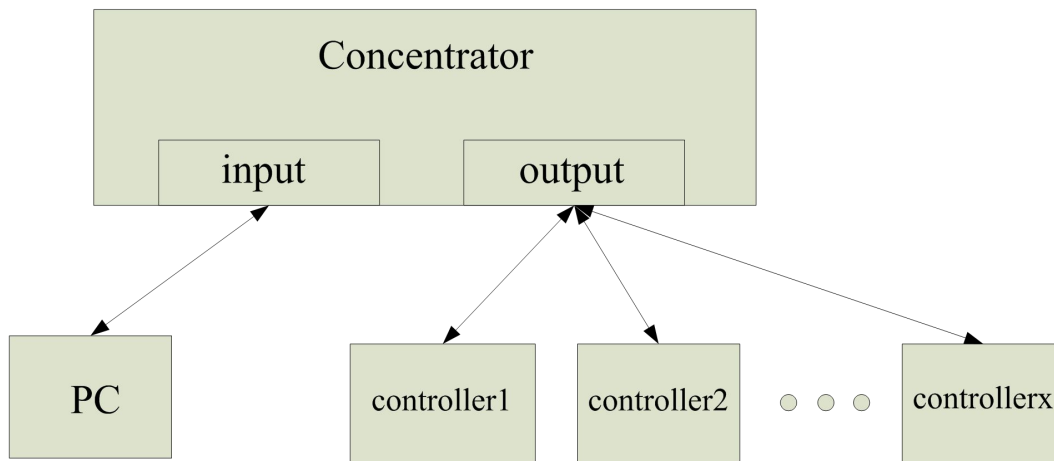 Concentrator
input
output
PC
controller1
controller2
controllerx